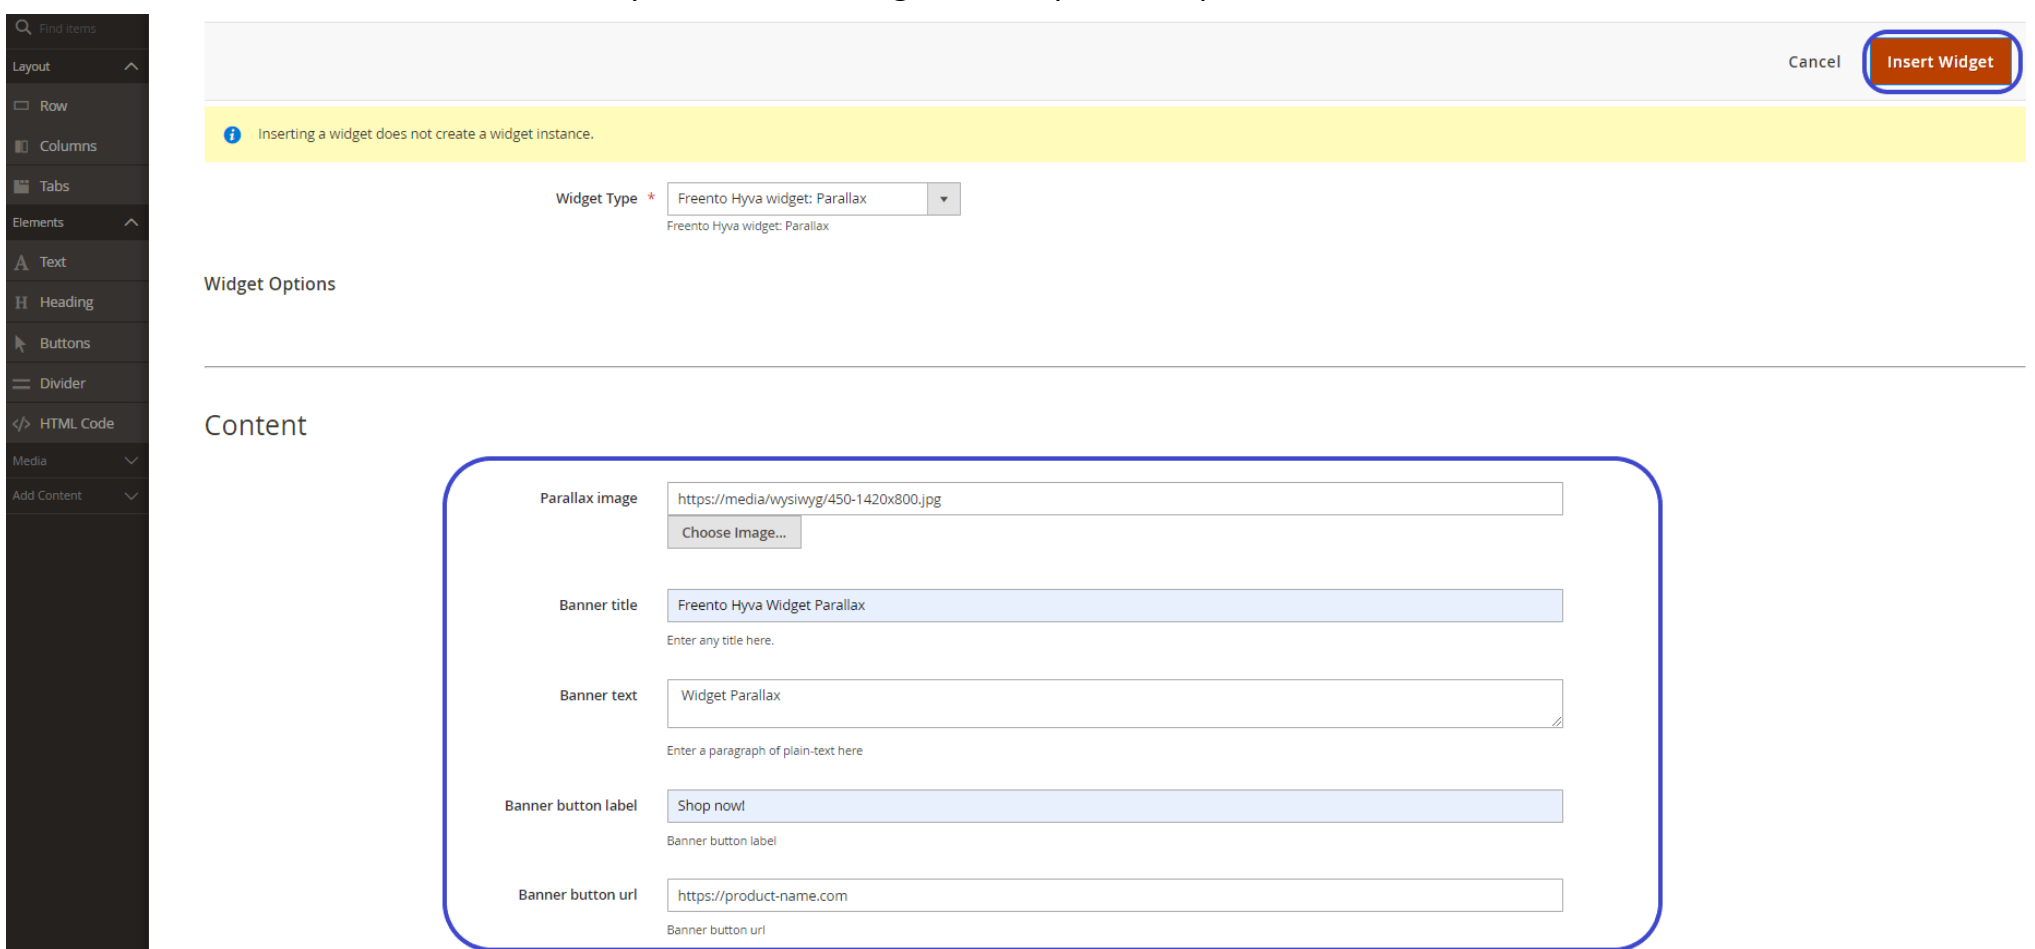 Find items
Layout
Row
Columns
Tabs
Elements
Text
Heading
Buttons
Divider
HTML Code
Media
Add Content
Cancel
Insert Widget
Inserting a widget does not create a widget instance.
Widget Type * Freento Hyva widget: Parallax
Freento Hyva widget: Parallax
Widget Options
Content
Parallax image https://media/wysiwyg/450-1420x800.jpg
Choose Image...
Banner title Freento Hyva Widget Parallax
Enter any title here.
Banner text Widget Parallax
Enter a paragraph of plain-text here
Banner button label Shop now!
Banner button label
Banner button url https://product-name.com
Banner button url